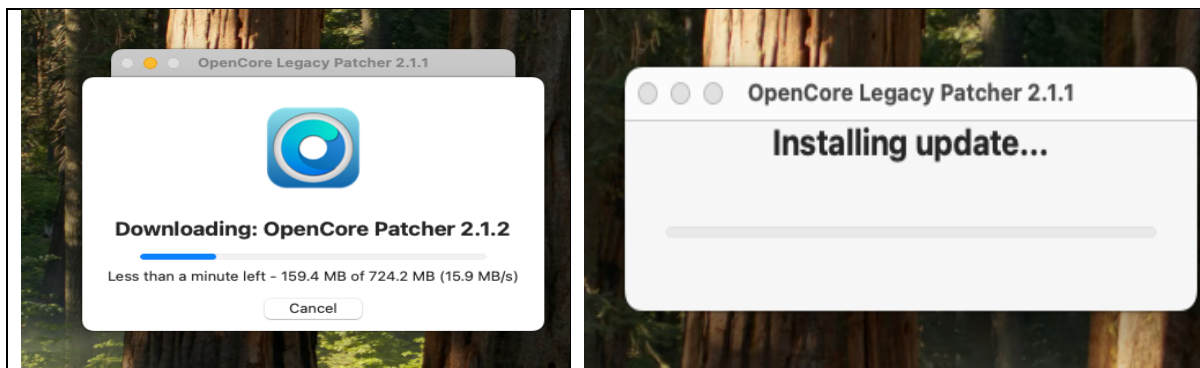 OpenCore Legacy Patcher 2.1.1
Downloading: OpenCore Patcher 2.1.2
Less than a minute left - 159.4 MB of 724.2 MB (15.9 MB/s)
Cancel
OpenCore Legacy Patcher 2.1.1
Installing update...